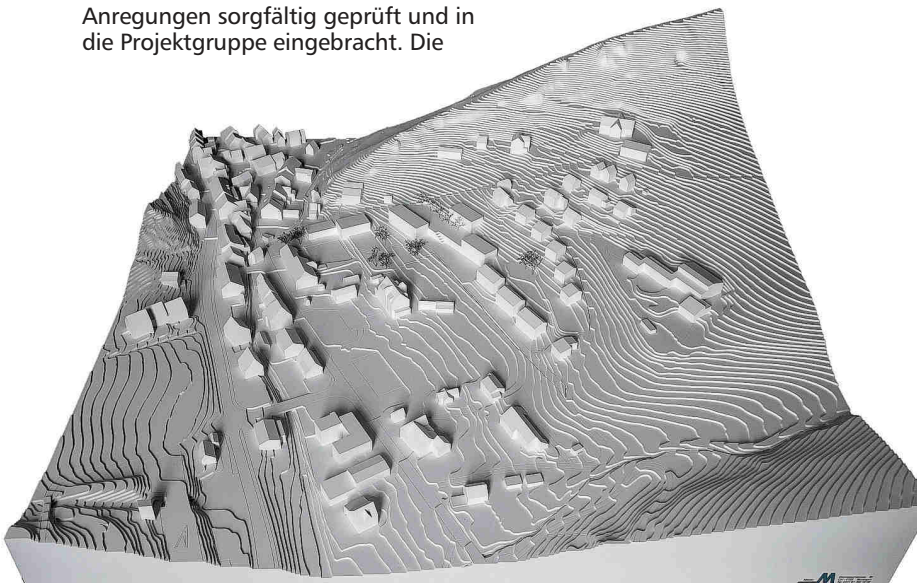 Anregungen sorgfältig geprüft und in
die Projektgruppe eingebracht. Die
M